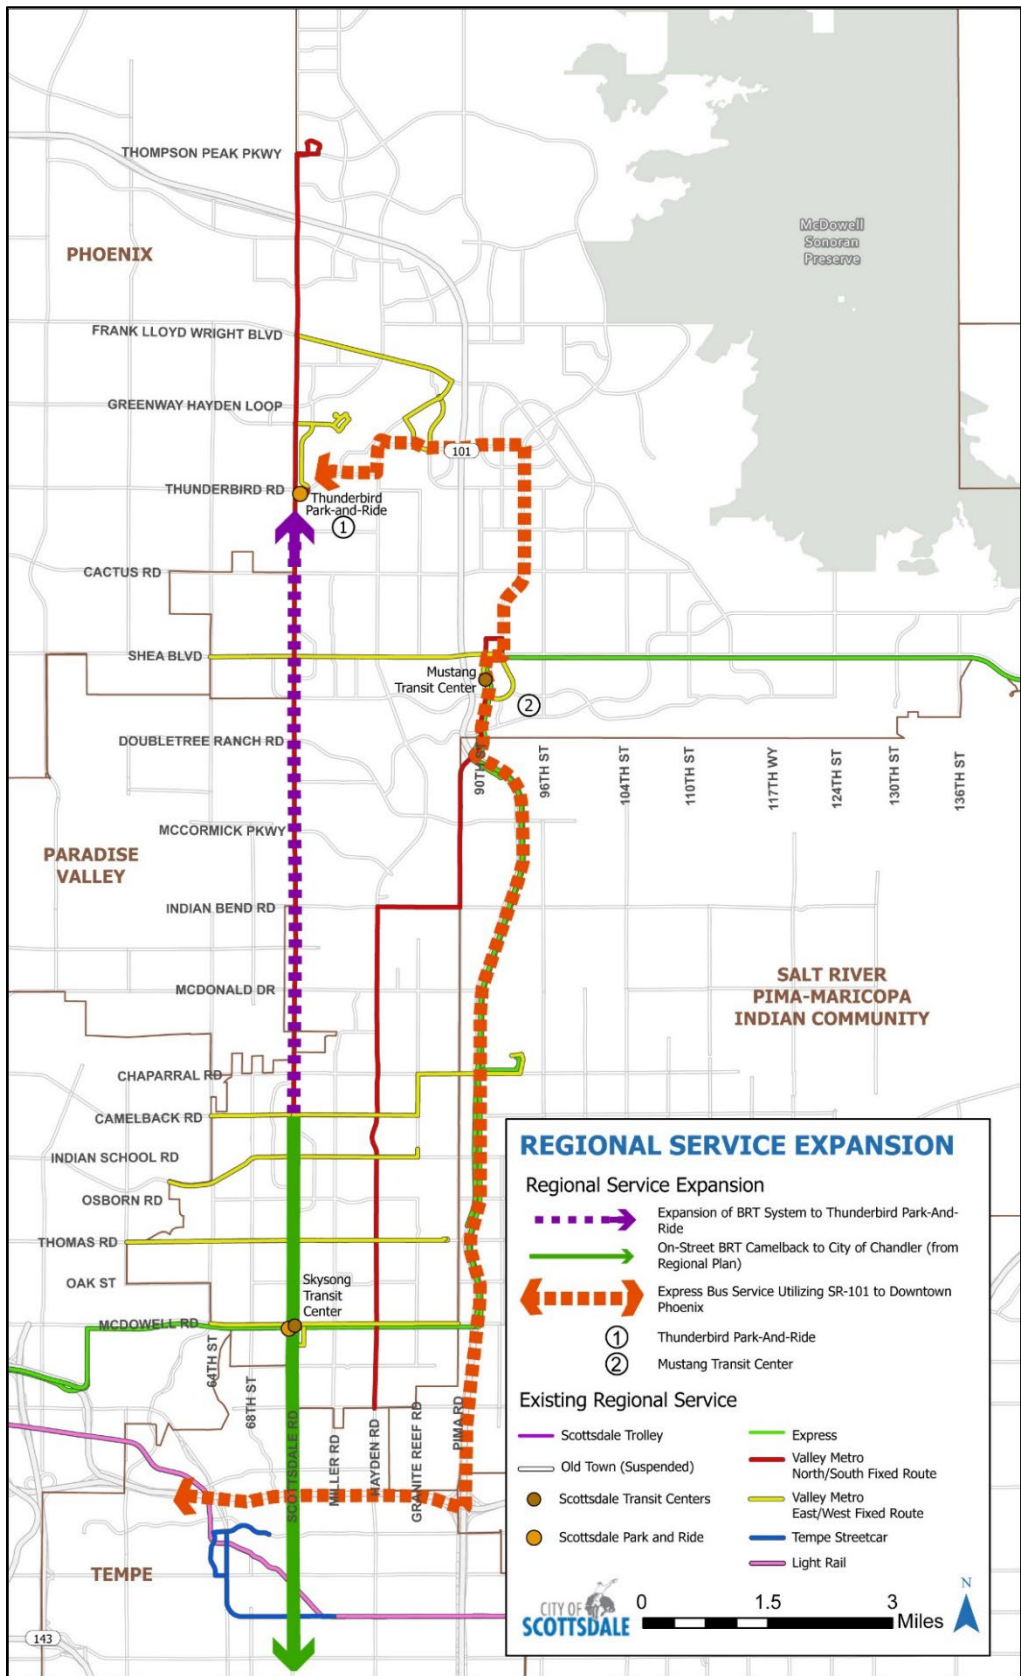 THOMPSON PEAK PKWY
McDowell
Sonoran
Preserve
PHOENIX
FRANK LLOYD WRIGHT BLVD
GREENWAY HAYDEN LOOP
101
THUNDERBIRD RD
Thunderbird
Park-and-Ride
1
CACTUS RD
SHEA BLVD
Mustang
Transit Center
2
DOUBLETREE RANCH RD
90TH ST
96TH ST
104TH ST
110TH ST
117TH WY
124TH ST
130TH ST
136TH ST
MCCORMICK PKWY
PARADISE
VALLEY
INDIAN BEND RD
SALT RIVER
PIMA-MARICOPA
INDIAN COMMUNITY
MCDONALD DR
CHAPARRAL RD
CAMELBACK RD
INDIAN SCHOOL RD
OSBORN RD
THOMAS RD
OAK ST
Skysong
Transit
Center
MCDOWELL RD
64TH ST
68TH ST
SCOTTSDALE RD
MILLER RD
HAYDEN RD
GRANITE REEF RD
PIMA RD
TEMPE
143
REGIONAL SERVICE EXPANSION
Regional Service Expansion
Expansion of BRT System to Thunderbird Park-And-
Ride
On-Street BRT Camelback to City of Chandler (from
Regional Plan)
Express Bus Service Utilizing SR-101 to Downtown
Phoenix
1 Thunderbird Park-And-Ride
2 Mustang Transit Center
Existing Regional Service
Scottsdale Trolley
Old Town (Suspended)
Scottsdale Transit Centers
Scottsdale Park and Ride
Express
Valley Metro
North/South Fixed Route
Valley Metro
East/West Fixed Route
Tempe Streetcar
Light Rail
CITY OF
SCOTTSDALE
0 1.5 3
Miles
N